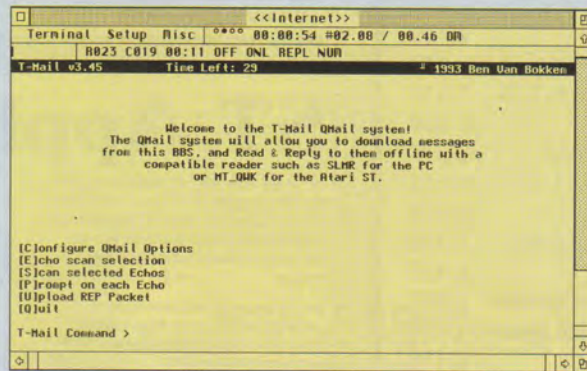 <<Internet>>
Terminal Setup Misc 00:00:54 #02.08 / 00.46 DM
R023 C019 00:11 OFF ONL REPL NUM
T-Mail v3.45 Time Left: 29 1993 Ben Van Bokkem
Welcome to the T-Mail QMail system!
The QMail system will allow you to download messages
from this BBS, and Read & Reply to them offline with a
compatible reader such as SLMR for the PC
or MT_QWK for the Atari ST.
[C]onfigure QMail Options
[E]cho scan selection
[S]can selected Echos
[P]rompt on each Echo
[U]pload REP Packet
[Q]uit
T-Mail Command >